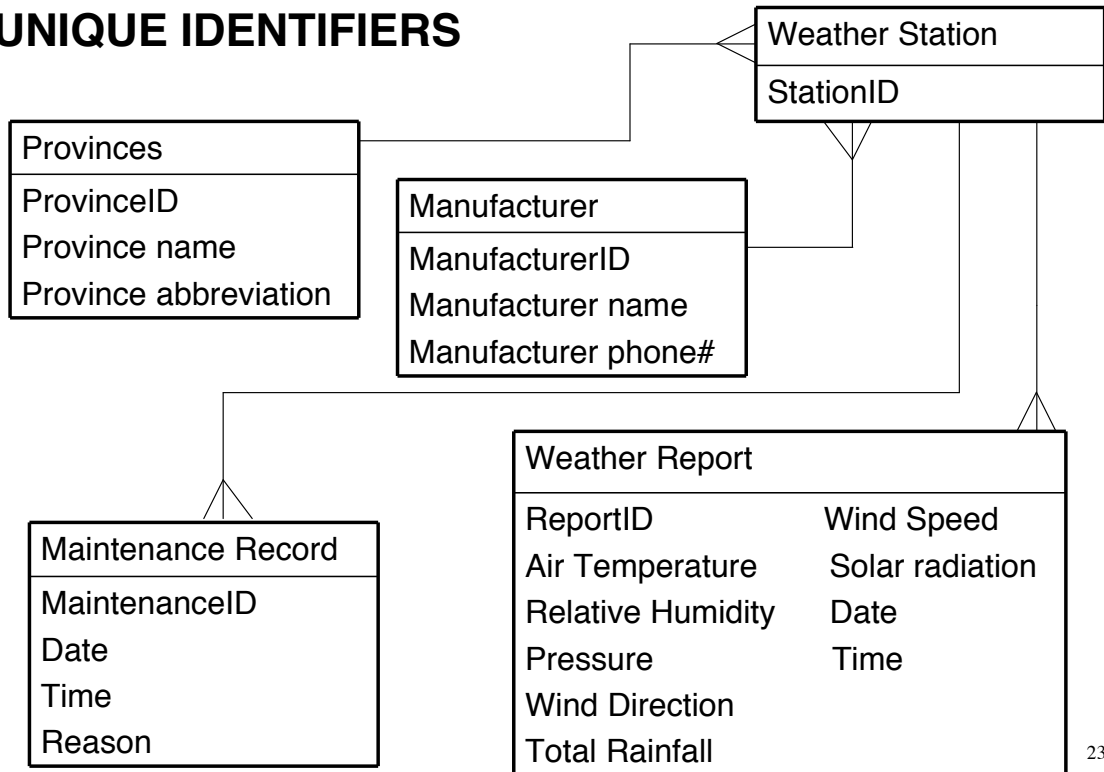 UNIQUE IDENTIFIERS
Weather Station
StationID
Provinces
ProvinceID
Province name
Province abbreviation
Manufacturer
ManufacturerID
Manufacturer name
Manufacturer phone#
Maintenance Record
MaintenanceID
Date
Time
Reason
Weather Report
ReportID Wind Speed
Air Temperature Solar radiation
Relative Humidity Date
Pressure Time
Wind Direction
Total Rainfall
23